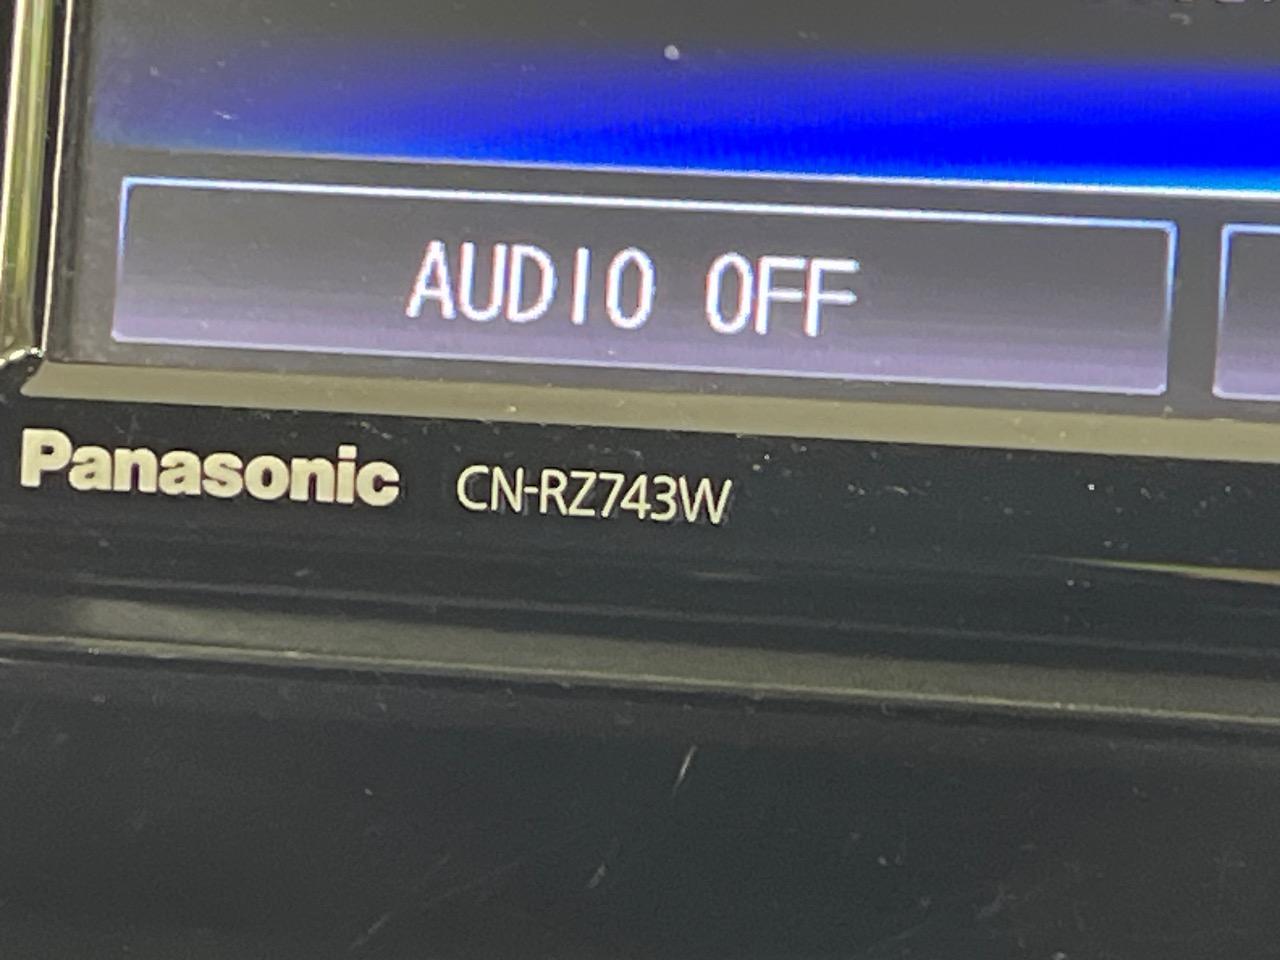 AUDIO OFF
Panasonic CN-RZ743W